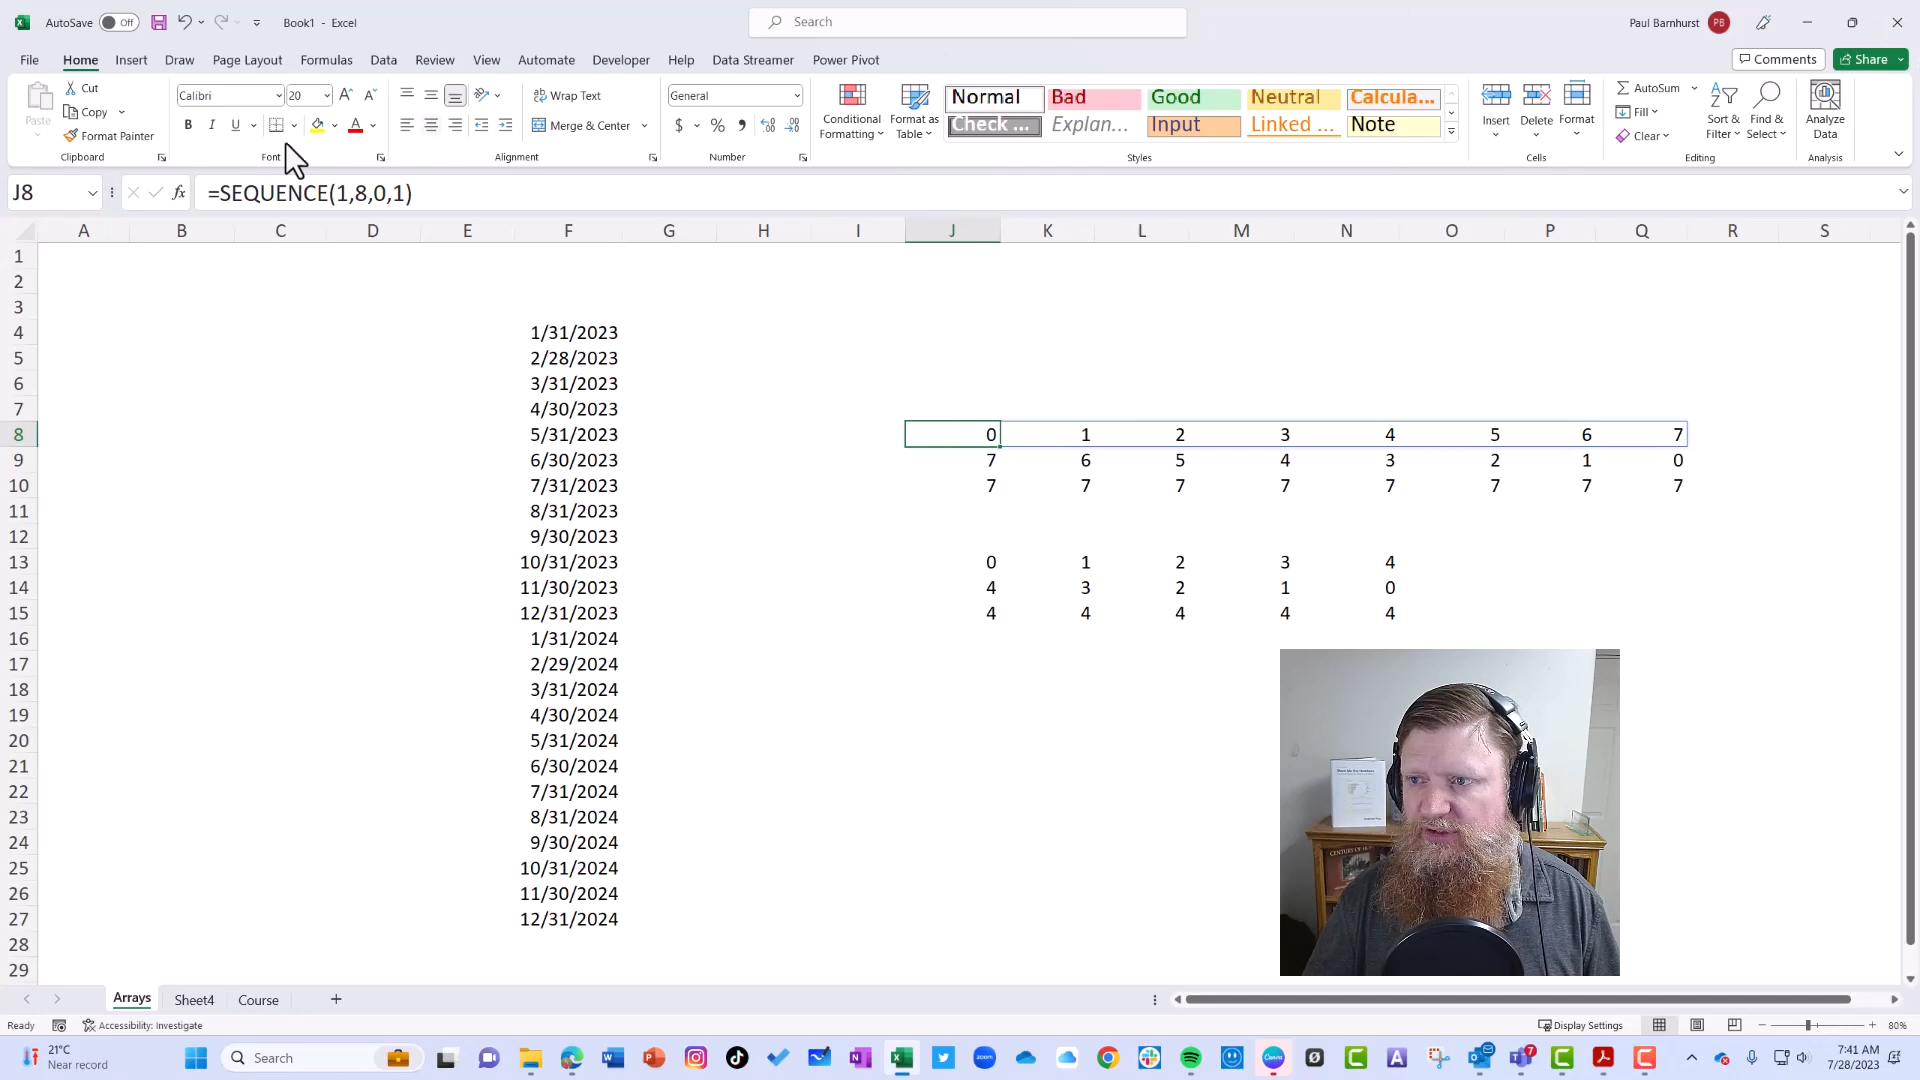 AutoSave Off Book1 - Excel Search Paul Barnhurst PB
File Home Insert Draw Page Layout Formulas Data Review View Automate Developer Help Data Streamer Power Pivot Comments Share
Paste Cut Copy Format Painter Clipboard
Calibri 20 B I U Font
Wrap Text Merge & Center Alignment
General $ % Number
Conditional Formatting Format as Table Normal Bad Good Neutral Calcula... Check ... Explan... Input Linked ... Note Styles
Insert Delete Format Cells
AutoSum Fill Clear Sort & Filter Find & Select Editing
Analyze Data Analysis
J8 fx =SEQUENCE(1,8,0,1)
A B C D E F G H I J K L M N O P Q R S
1
2
3
4 1/31/2023
5 2/28/2023
6 3/31/2023
7 4/30/2023
8 5/31/2023 0 1 2 3 4 5 6 7
9 6/30/2023 7 6 5 4 3 2 1 0
10 7/31/2023 7 7 7 7 7 7 7 7
11 8/31/2023
12 9/30/2023
13 10/31/2023 0 1 2 3 4
14 11/30/2023 4 3 2 1 0
15 12/31/2023 4 4 4 4 4
16 1/31/2024
17 2/29/2024
18 3/31/2024
19 4/30/2024
20 5/31/2024
21 6/30/2024
22 7/31/2024
23 8/31/2024
24 9/30/2024
25 10/31/2024
26 11/30/2024
27 12/31/2024
28
29
Arrays Sheet4 Course
Ready Accessibility: Investigate Display Settings 80%
21°C
Near record
Search
7:41 AM
7/28/2023